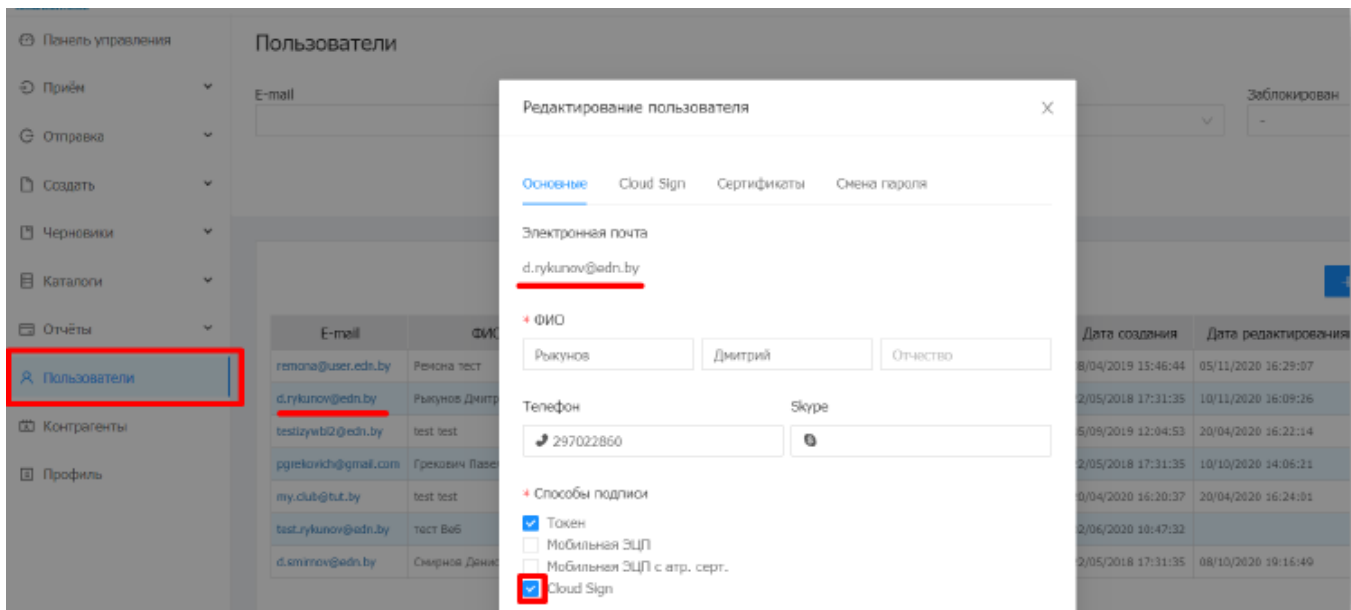 Панель управления
Приём
Отправка
Создать
Черновики
Каталоги
Отчёты
Пользователи
Контрагенты
Профиль
Пользователи
E-mail
Заблокирован
-
Редактирование пользователя
Основные Cloud Sign Сертификаты Смена пароля
Электронная почта
d.rykunov@edn.by
* ФИО
Рыкунов Дмитрий Отчество
Телефон Skype
297022860
* Способы подписи
Токен
Мобильная ЭЦП
Мобильная ЭЦП с атр. серт.
Cloud Sign
E-mail ФИО Дата создания Дата редактирования
remona@user.edn.by Ремона тест 8/04/2019 15:46:44 05/11/2020 16:29:07
d.rykunov@edn.by Рыкунов Дмитр 2/05/2018 17:31:35 10/11/2020 16:09:26
testizywbl2@edn.by test test 5/09/2019 12:04:53 20/04/2020 16:22:14
pgrekovich@gmail.com Грекович Павел 2/05/2018 17:31:35 10/10/2020 14:06:21
my.club@tut.by test test 0/04/2020 16:20:37 20/04/2020 16:24:01
test.rykunov@edn.by тест Веб 2/06/2020 10:47:32
d.smirnov@edn.by Смирнов Денис 2/05/2018 17:31:35 08/10/2020 19:16:49